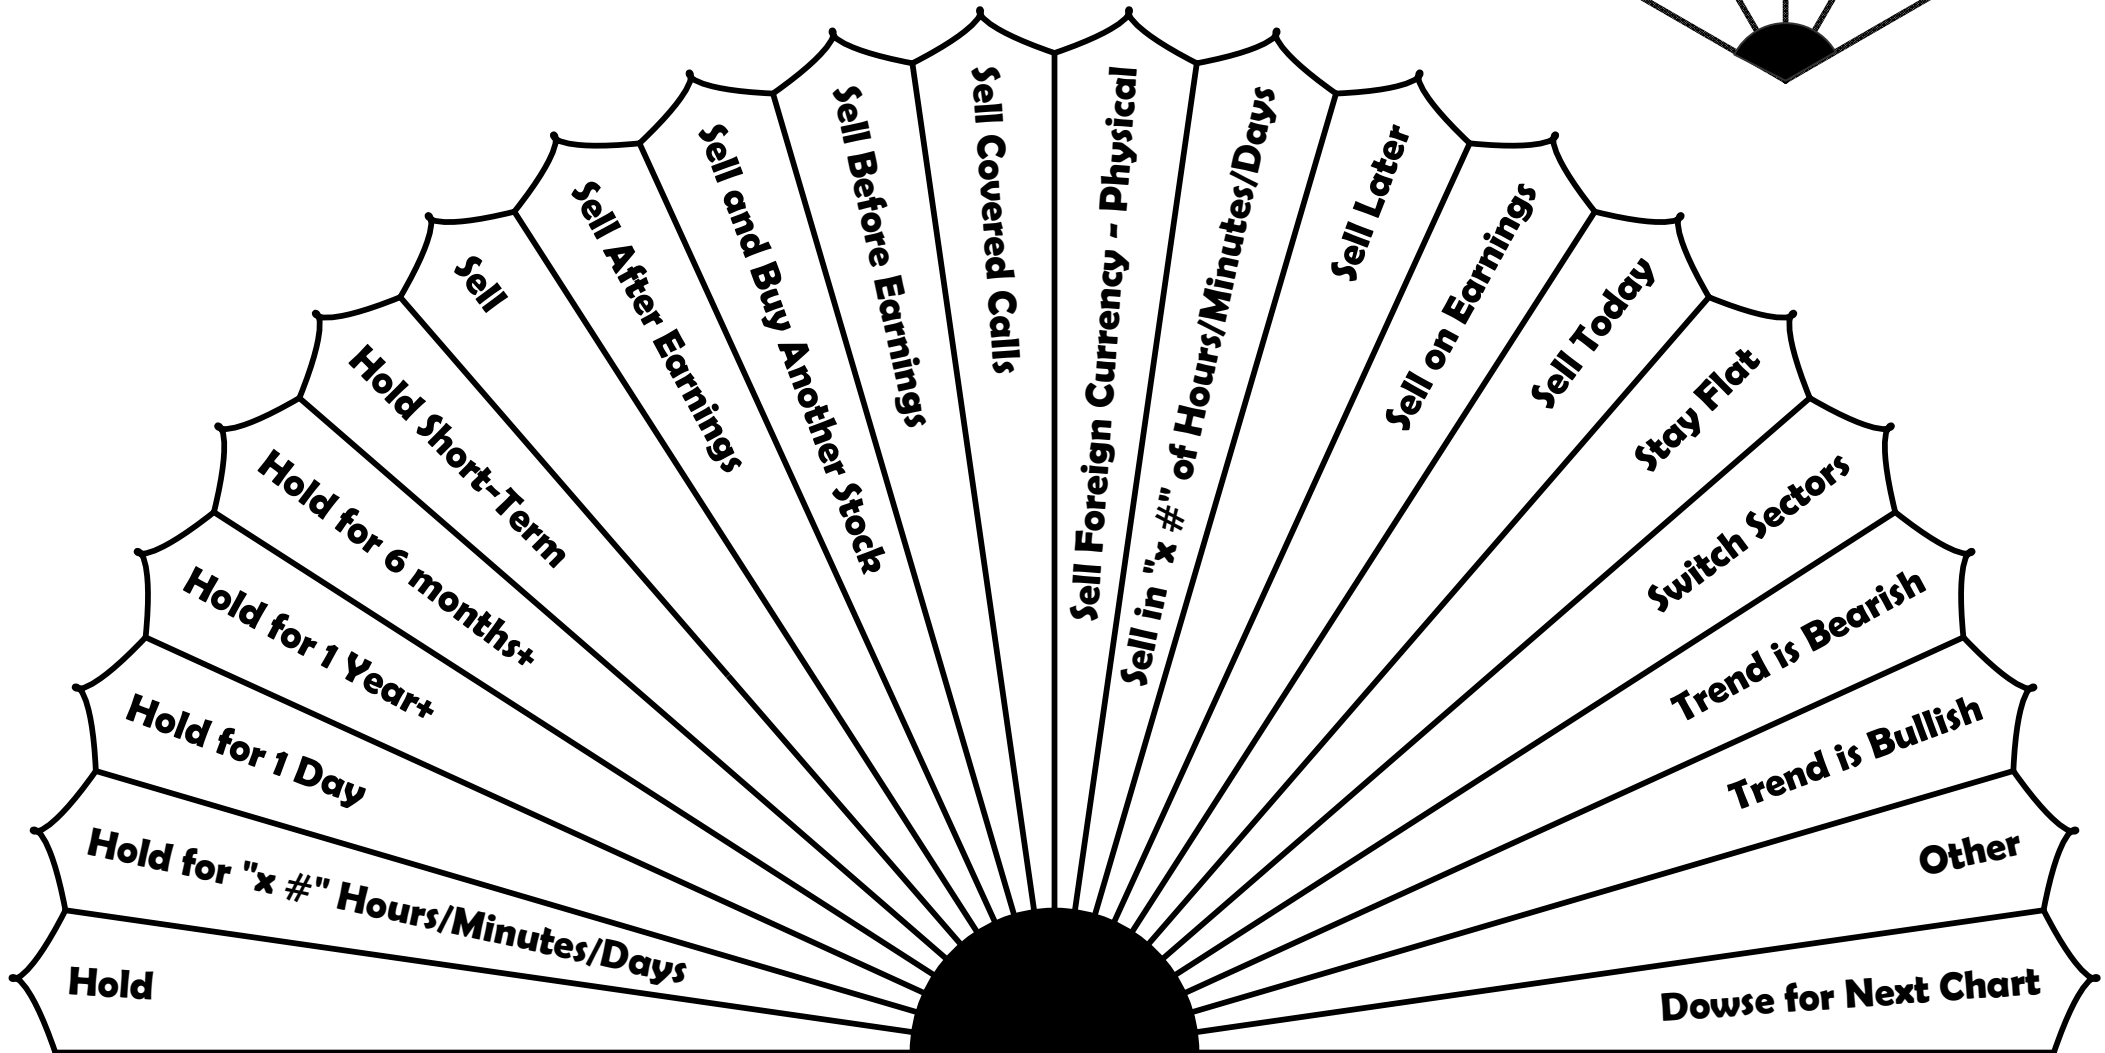 Hold
Hold for "x #" Hours/Minutes/Days
Hold for 1 Day
Hold for 1 Year+
Hold for 6 months+
Hold Short-Term
Sell
Sell After Earnings
Sell and Buy Another Stock
Sell Before Earnings
Sell Covered Calls
Sell Foreign Currency - Physical
Sell in "x #" of Hours/Minutes/Days
Sell Later
Sell on Earnings
Sell Today
Stay Flat
Switch Sectors
Trend is Bearish
Trend is Bullish
Other
Dowse for Next Chart